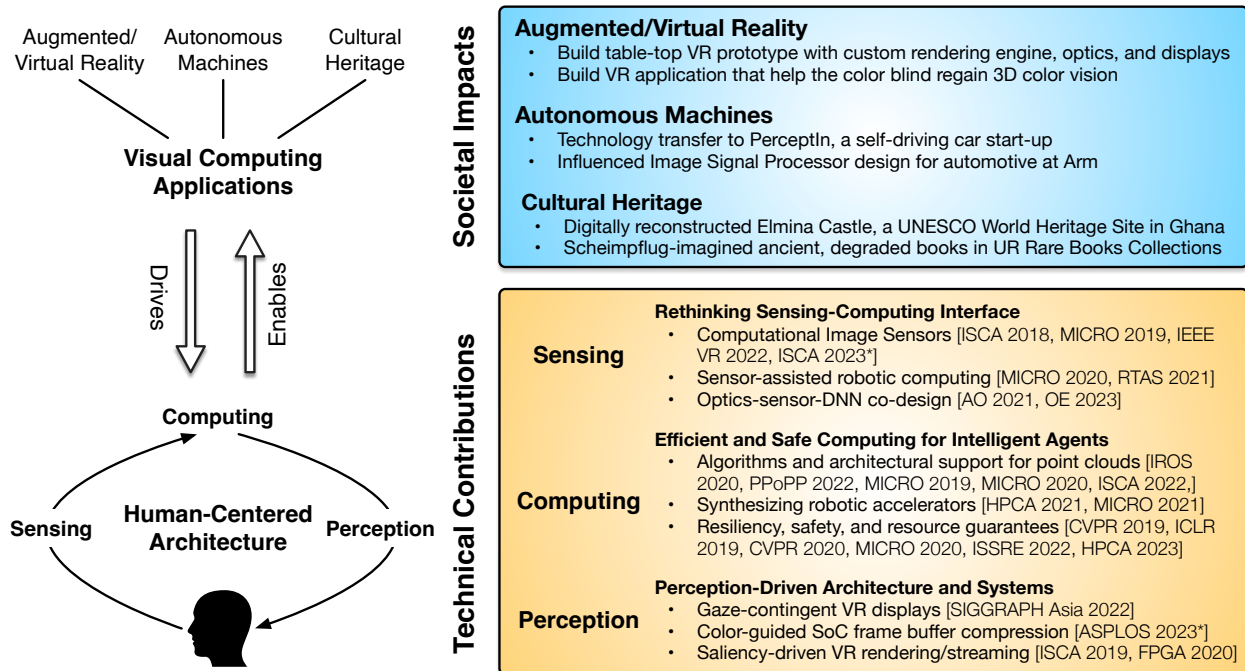 Augmented/
Virtual Reality
Autonomous
Machines
Cultural
Heritage
Visual Computing
Applications
Drives
Enables
Computing
Sensing
Human-Centered
Architecture
Perception
Societal Impacts
Augmented/Virtual Reality
• Build table-top VR prototype with custom rendering engine, optics, and displays
• Build VR application that help the color blind regain 3D color vision
Autonomous Machines
• Technology transfer to PerceptIn, a self-driving car start-up
• Influenced Image Signal Processor design for automotive at Arm
Cultural Heritage
• Digitally reconstructed Elmina Castle, a UNESCO World Heritage Site in Ghana
• Scheimpflug-imagined ancient, degraded books in UR Rare Books Collections
Technical Contributions
Sensing
Rethinking Sensing-Computing Interface
• Computational Image Sensors [ISCA 2018, MICRO 2019, IEEE
VR 2022, ISCA 2023*]
• Sensor-assisted robotic computing [MICRO 2020, RTAS 2021]
• Optics-sensor-DNN co-design [AO 2021, OE 2023]
Computing
Efficient and Safe Computing for Intelligent Agents
• Algorithms and architectural support for point clouds [IROS
2020, PPoPP 2022, MICRO 2019, MICRO 2020, ISCA 2022,]
• Synthesizing robotic accelerators [HPCA 2021, MICRO 2021]
• Resiliency, safety, and resource guarantees [CVPR 2019, ICLR
2019, CVPR 2020, MICRO 2020, ISSRE 2022, HPCA 2023]
Perception
Perception-Driven Architecture and Systems
• Gaze-contingent VR displays [SIGGRAPH Asia 2022]
• Color-guided SoC frame buffer compression [ASPLOS 2023*]
• Saliency-driven VR rendering/streaming [ISCA 2019, FPGA 2020]